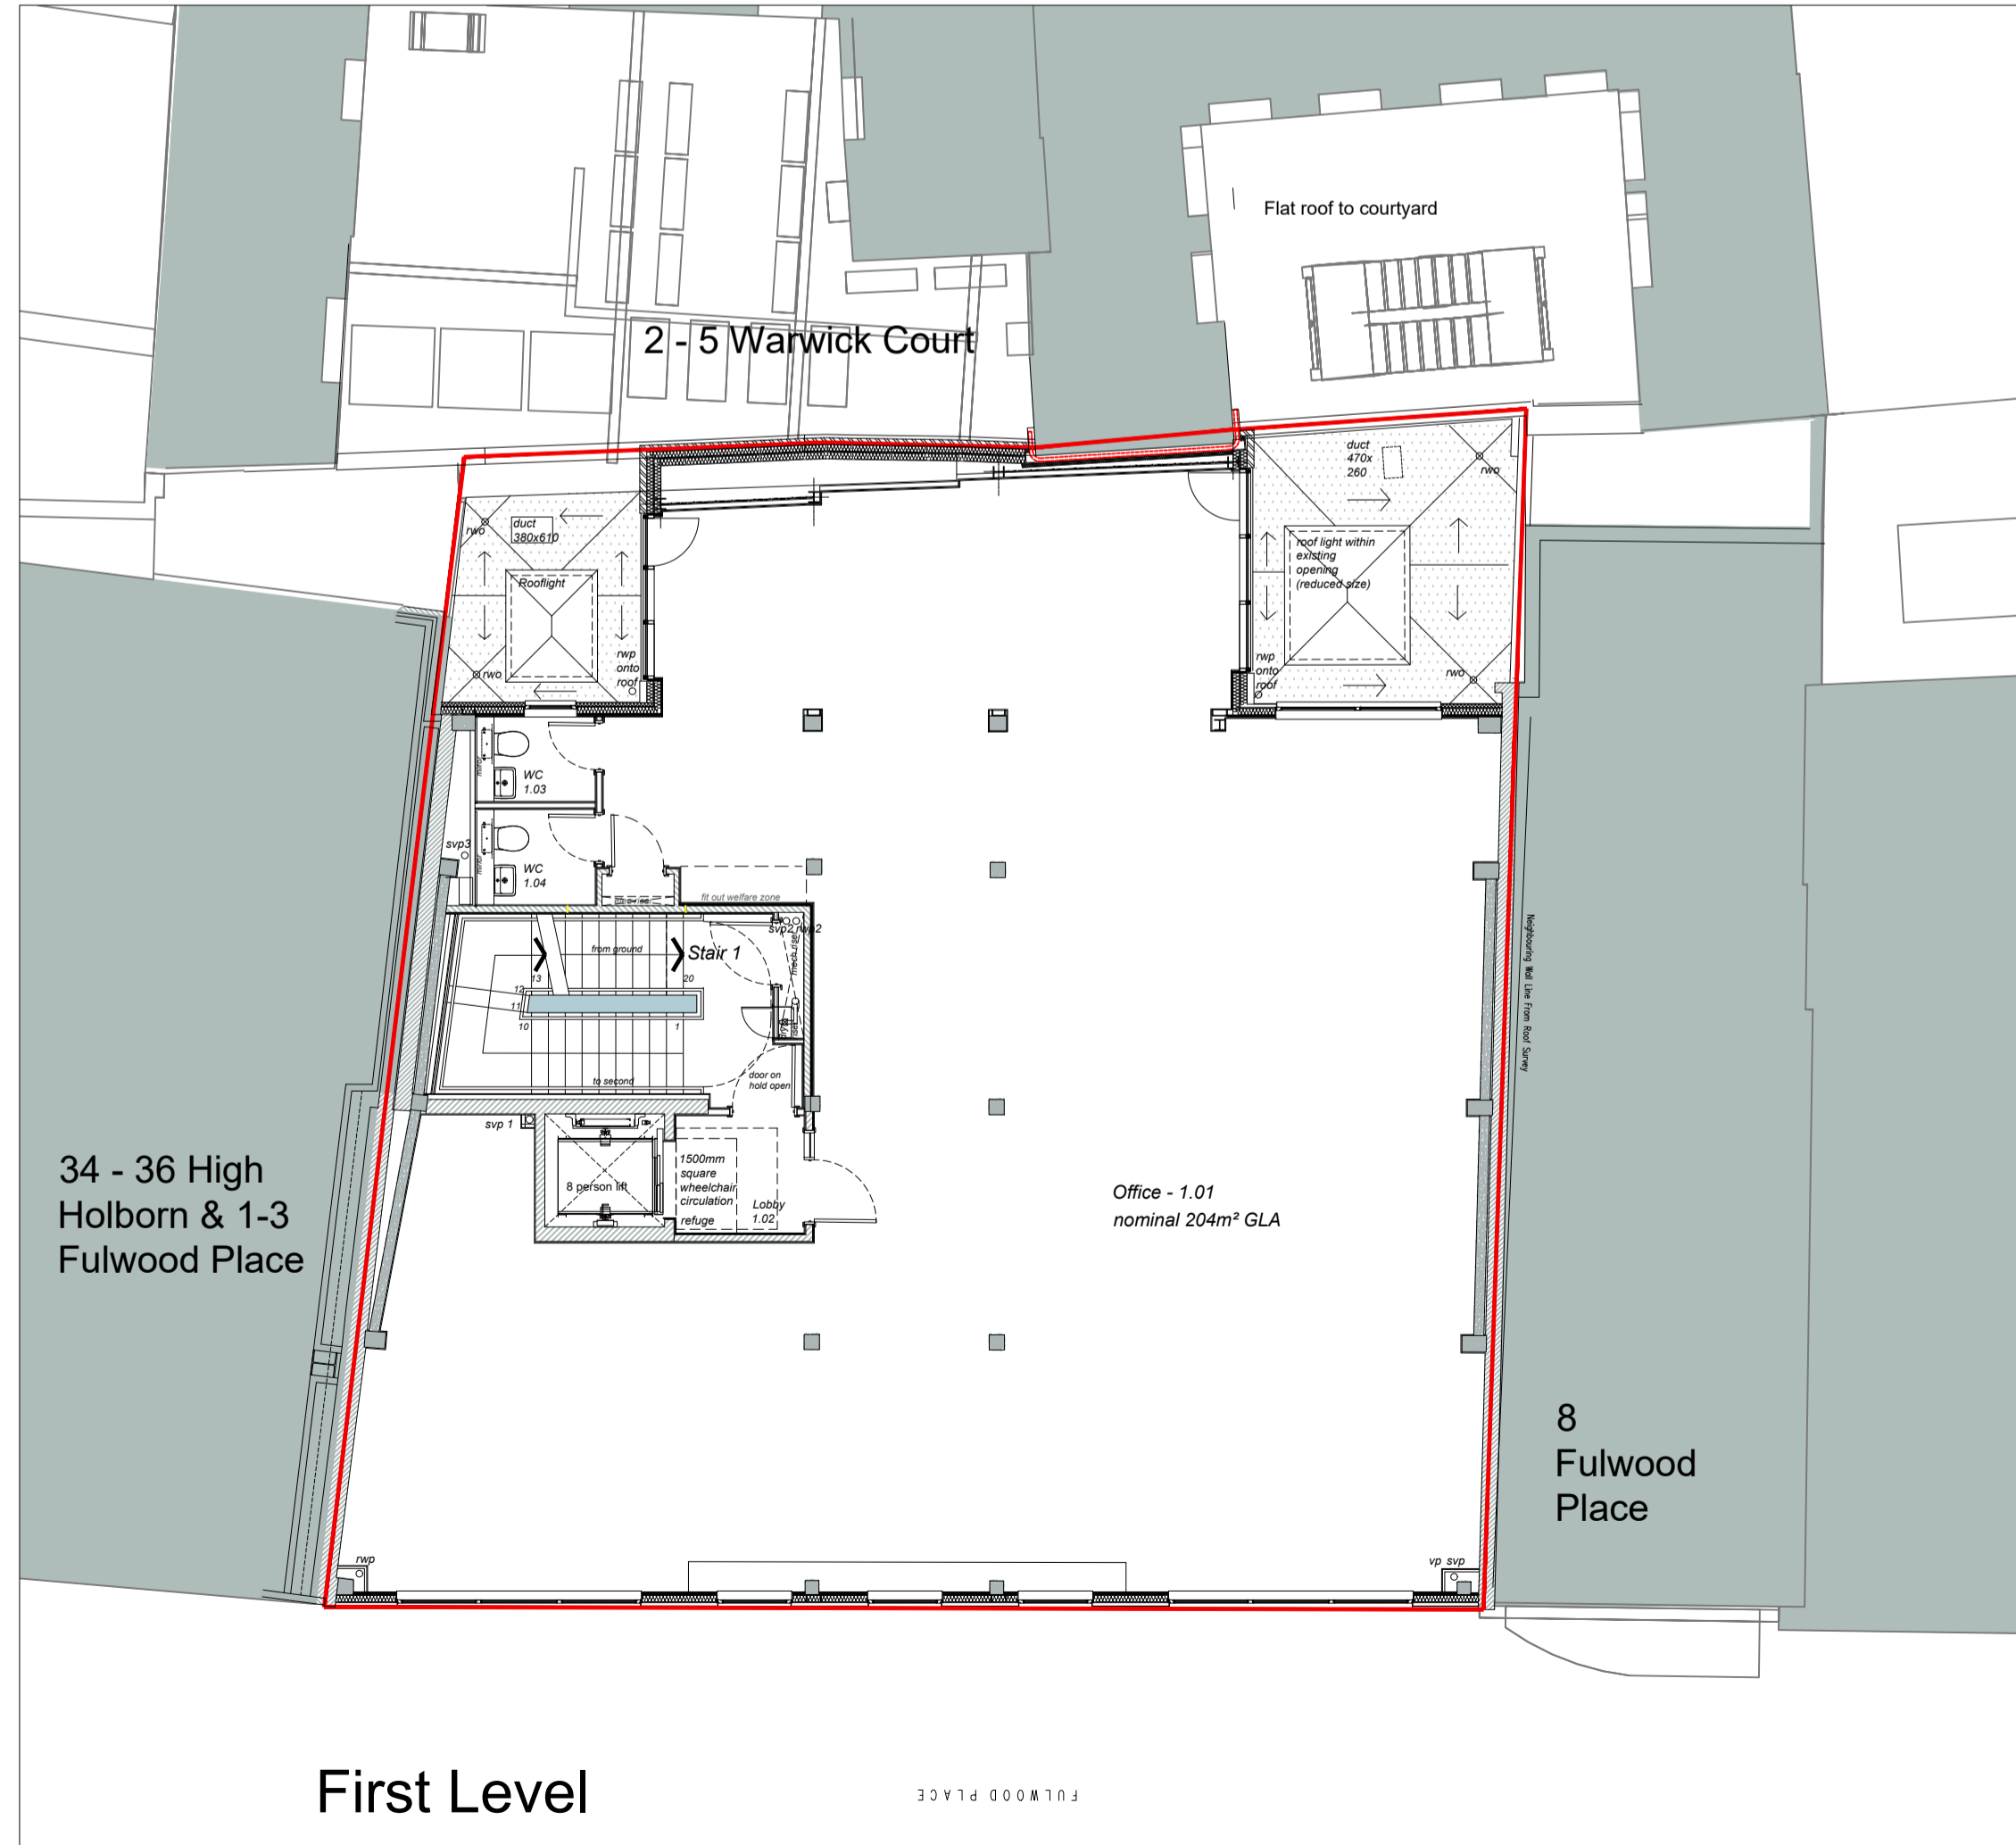 Flat roof to courtyard
2 - 5 Warwick Court
duct
470x
260
rwo
rwo
duct
380x610
Rooflight
roof light within
existing
opening
(reduced size)
rwp
onto
roof
rwo
rwp
onto
roof
rwo
mirror
WC
1.03
svp3
mirror
WC
1.04
fit out welfare zone
svp2 rwp2
from ground
Stair 1
mech riser
13
20
12
11
10
1
to second
door on
hold open
Neighbouring Wall Line From Roof Survey
svp 1
8 person lift
1500mm
square
wheelchair
circulation
refuge
Lobby
1.02
Office - 1.01
nominal 204m² GLA
34 - 36 High
Holborn & 1-3
Fulwood Place
8
Fulwood
Place
rwp
vp svp
First Level
FULWOOD PLACE